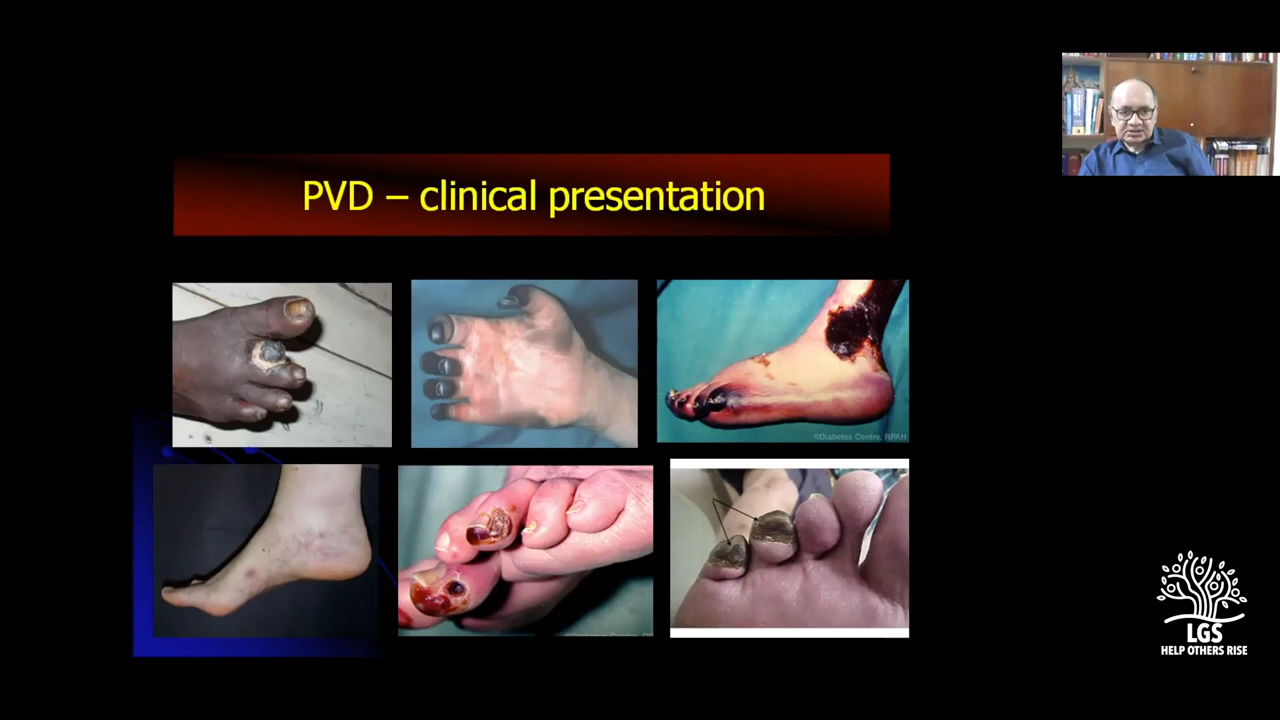 PVD – clinical presentation
©Diabetes Centre, RPAH
LGS
HELP OTHERS RISE